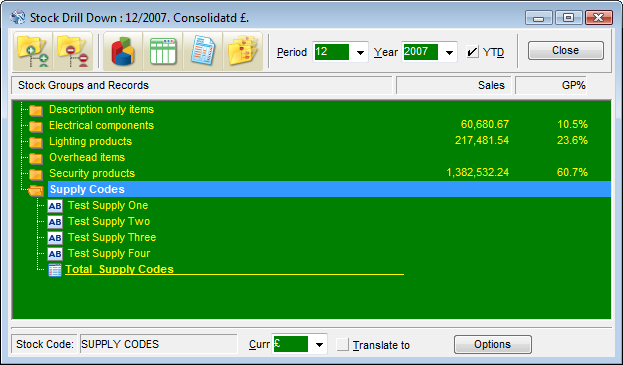 Stock Drill Down : 12/2007. Consolidatd £.
Period 12 Year 2007 YTD Close
Stock Groups and Records Sales GP%
Description only items
Electrical components 60,680.67 10.5%
Lighting products 217,481.54 23.6%
Overhead items
Security products 1,382,532.24 60.7%
Supply Codes
AB Test Supply One
AB Test Supply Two
AB Test Supply Three
AB Test Supply Four
Total Supply Codes
Stock Code: SUPPLY CODES Curr £ Translate to Options